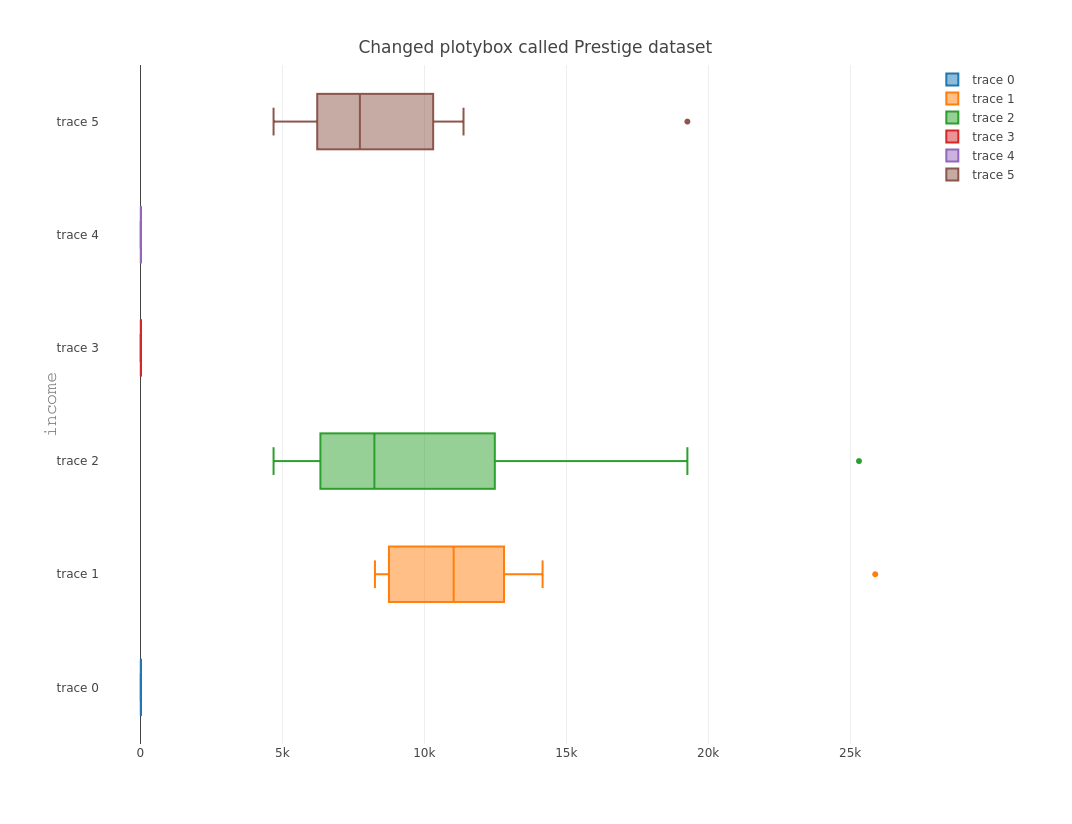 Changed plotybox called Prestige dataset
trace 0
trace 1
trace 2
trace 3
trace 4
trace 5
trace 5
trace 4
trace 3
income
trace 2
trace 1
trace 0
0 5k 10k 15k 20k 25k